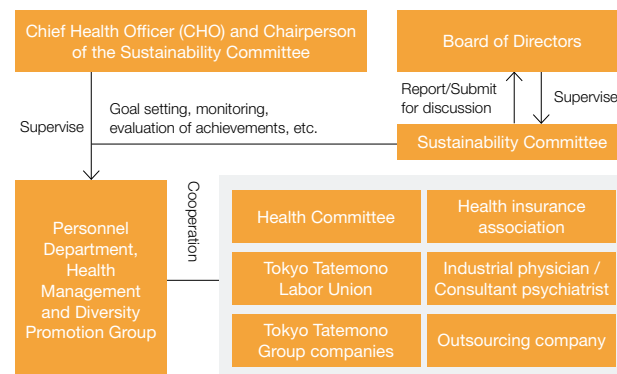 Chief Health Officer (CHO) and Chairperson
of the Sustainability Committee
Board of Directors
Report/Submit
for discussion
Supervise
Goal setting, monitoring,
evaluation of achievements, etc.
Supervise
Sustainability Committee
Personnel
Department,
Health
Management
and Diversity
Promotion Group
Cooperation
Health Committee
Health insurance
association
Tokyo Tatemono
Labor Union
Industrial physician /
Consultant psychiatrist
Tokyo Tatemono
Group companies
Outsourcing company